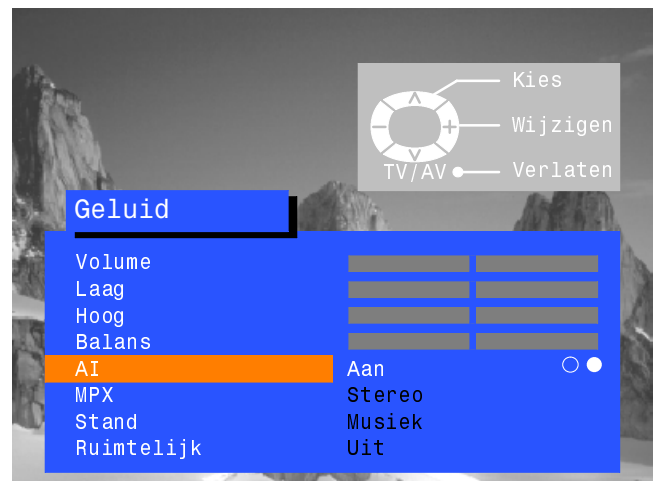 Kies
Wijzigen
TV/AV Verlaten
Geluid
Volume
Laag
Hoog
Balans
AI Aan
MPX Stereo
Stand Musiek
Ruimtelijk Uit